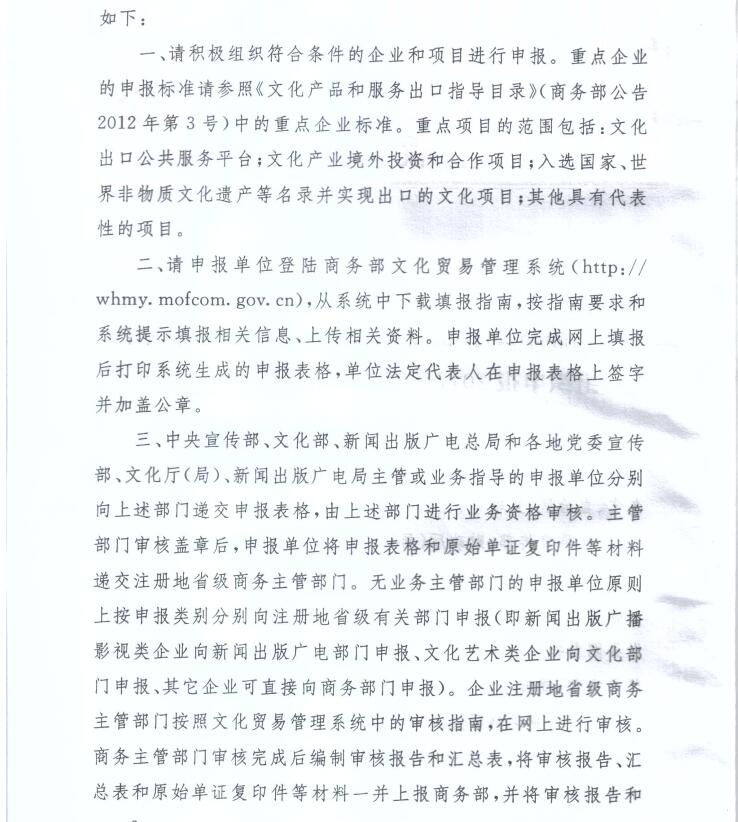 如下:
一、请积极组织符合条件的企业和项目进行申报。重点企业
的申报标准请参照《文化产品和服务出口指导目录》(商务部公告
2012年第3号)中的重点企业标准。重点项目的范围包括:文化
出口公共服务平台;文化产业境外投资和合作项目;入选国家、世
界非物质文化遗产等名录并实现出口的文化项目;其他具有代表
性的项目。
二、请申报单位登陆商务部文化贸易管理系统(http://
whmy.mofcom.gov.cn),从系统中下载填报指南,按指南要求和
系统提示填报相关信息、上传相关资料。申报单位完成网上填报
后打印系统生成的申报表格,单位法定代表人在申报表格上签字
并加盖公章。
三、中央宣传部、文化部、新闻出版广电总局和各地党委宣传
部、文化厅(局)、新闻出版广电局主管或业务指导的申报单位分别
向上述部门递交申报表格,由上述部门进行业务资格审核。主管
部门审核盖章后,申报单位将申报表格和原始单证复印件等材料
递交注册地省级商务主管部门。无业务主管部门的申报单位原则
上按申报类别分别向注册地省级有关部门申报(即新闻出版广播
影视类企业向新闻出版广电部门申报、文化艺术类企业向文化部
门申报、其它企业可直接向商务部门申报)。企业注册地省级商务
主管部门按照文化贸易管理系统中的审核指南,在网上进行审核。
商务主管部门审核完成后编制审核报告和汇总表,将审核报告、汇
总表和原始单证复印件等材料一并上报商务部,并将审核报告和